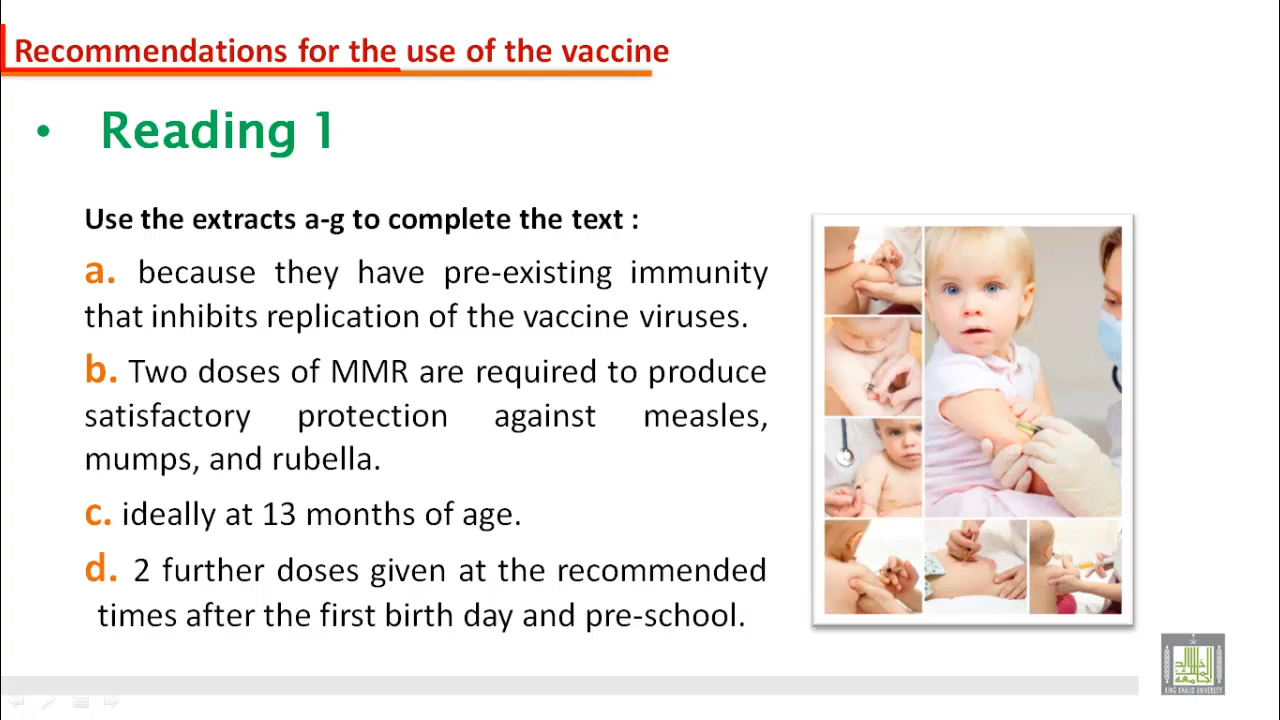 Recommendations for the use of the vaccine
• Reading 1
Use the extracts a-g to complete the text :
a. because they have pre-existing immunity
that inhibits replication of the vaccine viruses.
b. Two doses of MMR are required to produce
satisfactory protection against measles,
mumps, and rubella.
c. ideally at 13 months of age.
d. 2 further doses given at the recommended
times after the first birth day and pre-school.
KING KHALID UNIVERSITY